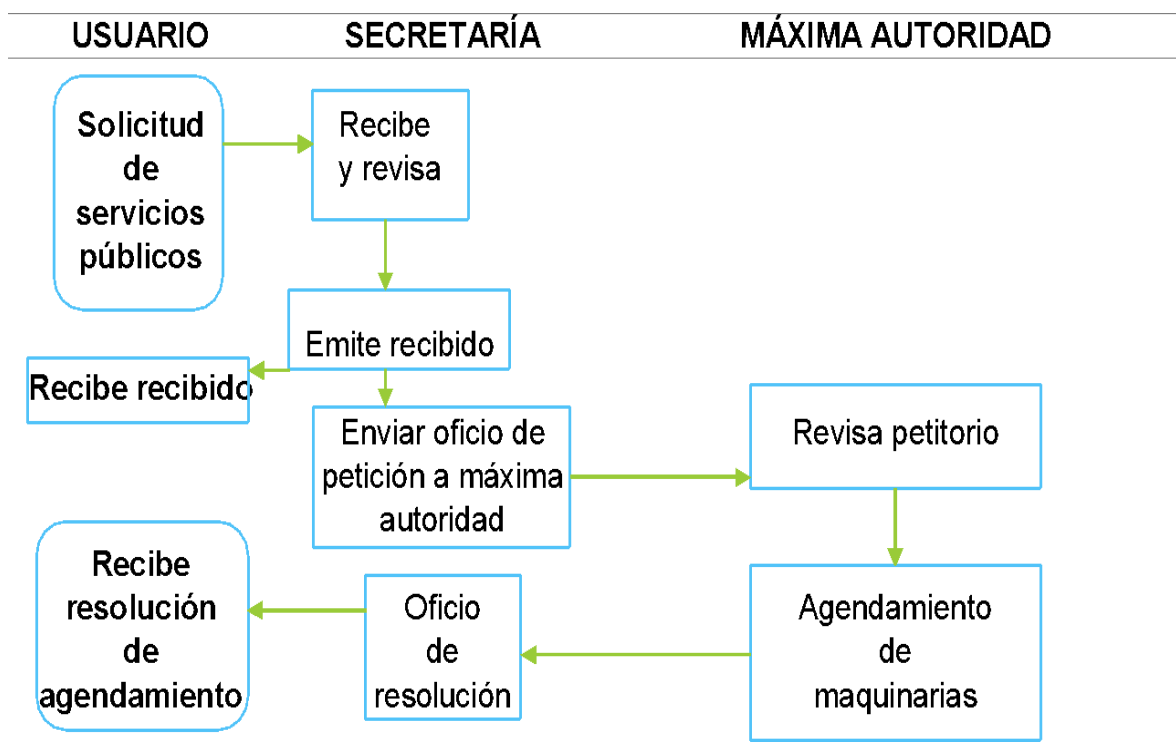 USUARIO SECRETARÍA MÁXIMA AUTORIDAD
Solicitud
de
servicios
públicos
Recibe
y revisa
Emite recibido
Recibe recibido
Enviar oficio de
petición a máxima
autoridad
Revisa petitorio
Agendamiento
de
maquinarias
Oficio
de
resolución
Recibe
resolución
de
agendamiento